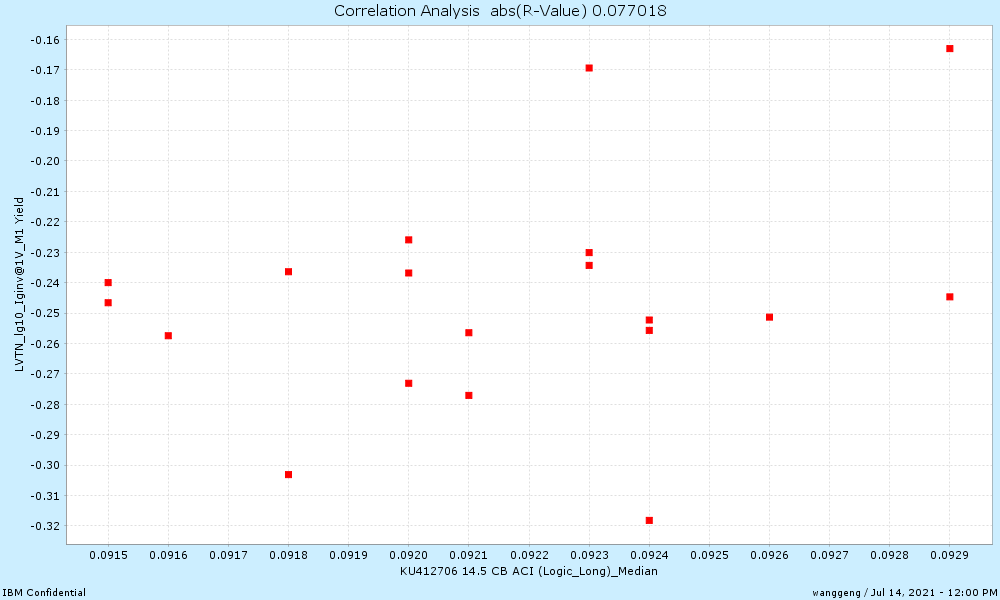 Correlation Analysis abs(R-Value) 0.077018
-0.16
-0.17
-0.18
-0.19
-0.20
-0.21
-0.22
-0.23
-0.24
-0.25
-0.26
-0.27
-0.28
-0.29
-0.30
-0.31
-0.32
LVTN_lg10_Iginv@1V_M1 Yield
0.0915 0.0916 0.0917 0.0918 0.0919 0.0920 0.0921 0.0922 0.0923 0.0924 0.0925 0.0926 0.0927 0.0928 0.0929
KU412706 14.5 CB ACI (Logic_Long)_Median
IBM Confidential
wanggeng / Jul 14, 2021 - 12:00 PM